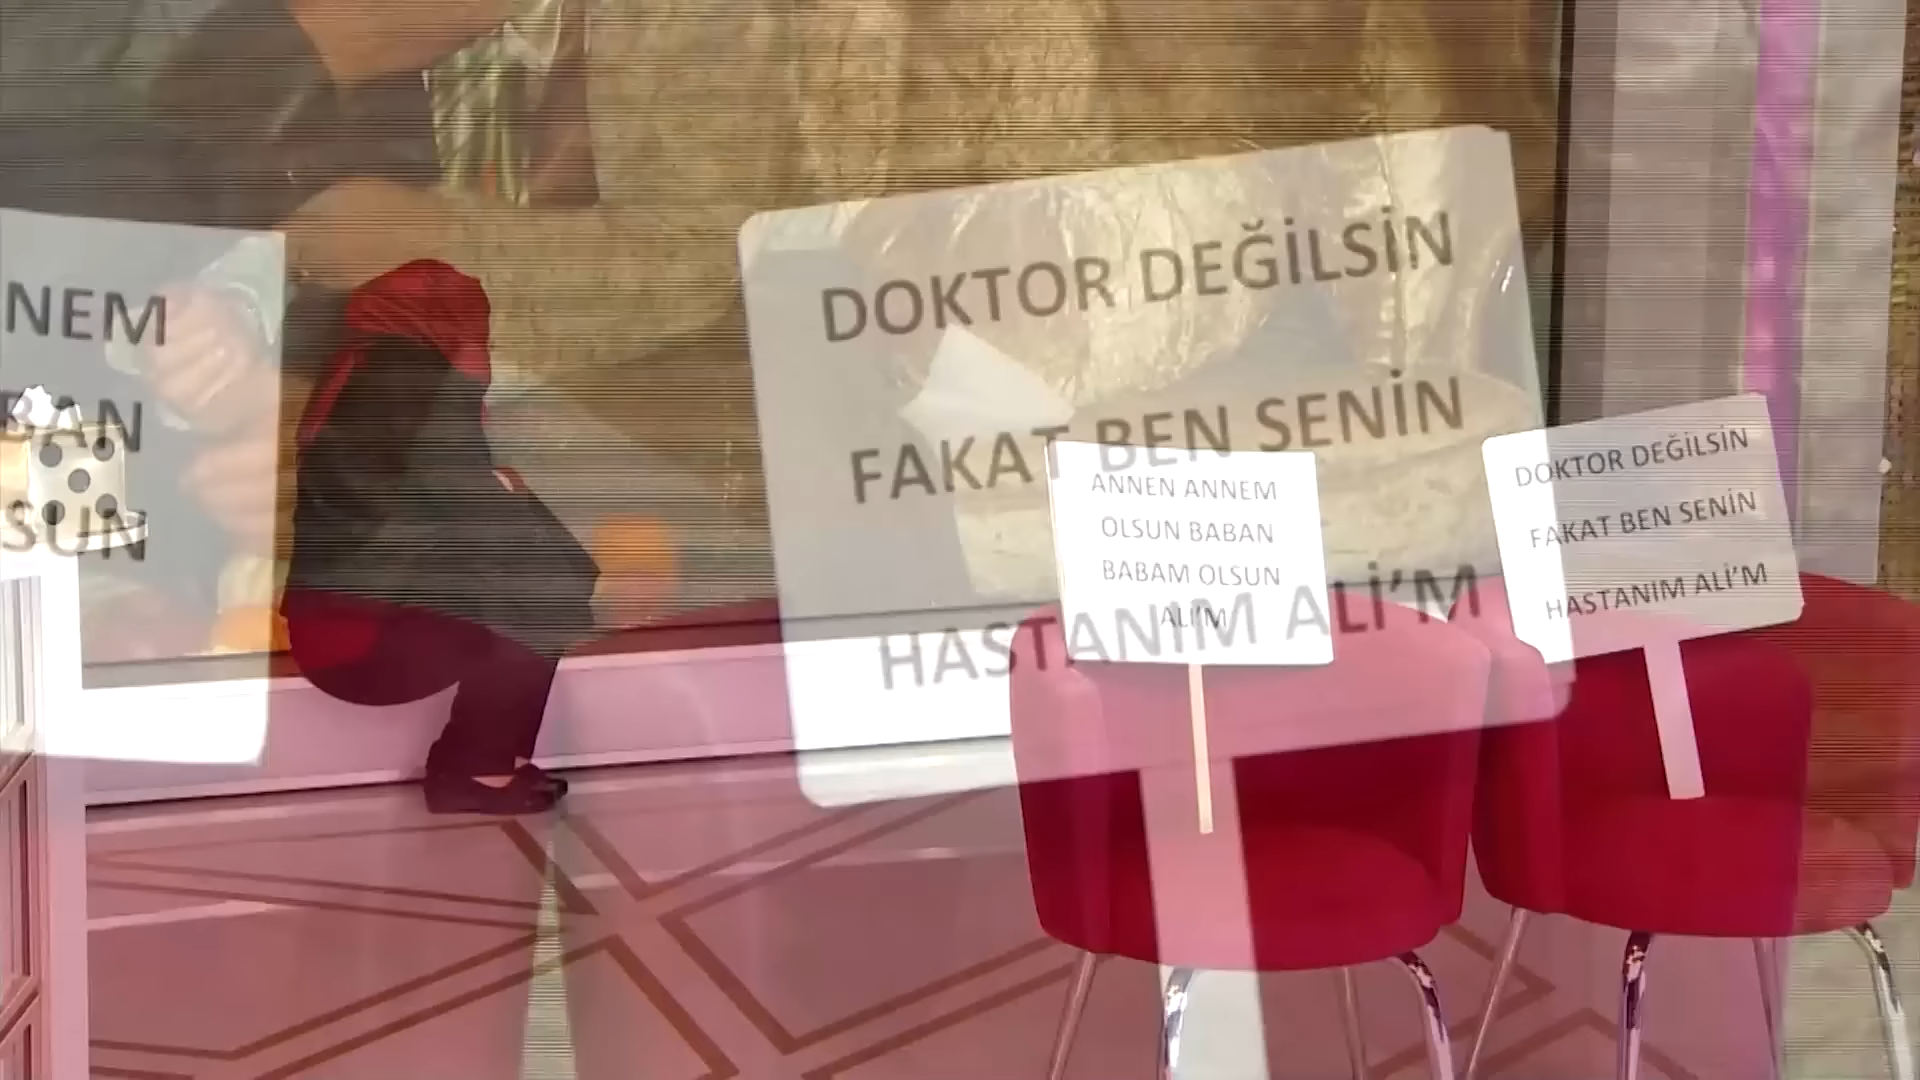 NEM
BAN
SUN
DOKTOR DEĞİLSİN
FAKAT BEN SENİN
HASTANIM ALİ'M
ANNEN ANNEM
OLSUN BABAN
BABAM OLSUN
ALİ'M
DOKTOR DEĞİLSİN
FAKAT BEN SENİN
HASTANIM ALİ'M